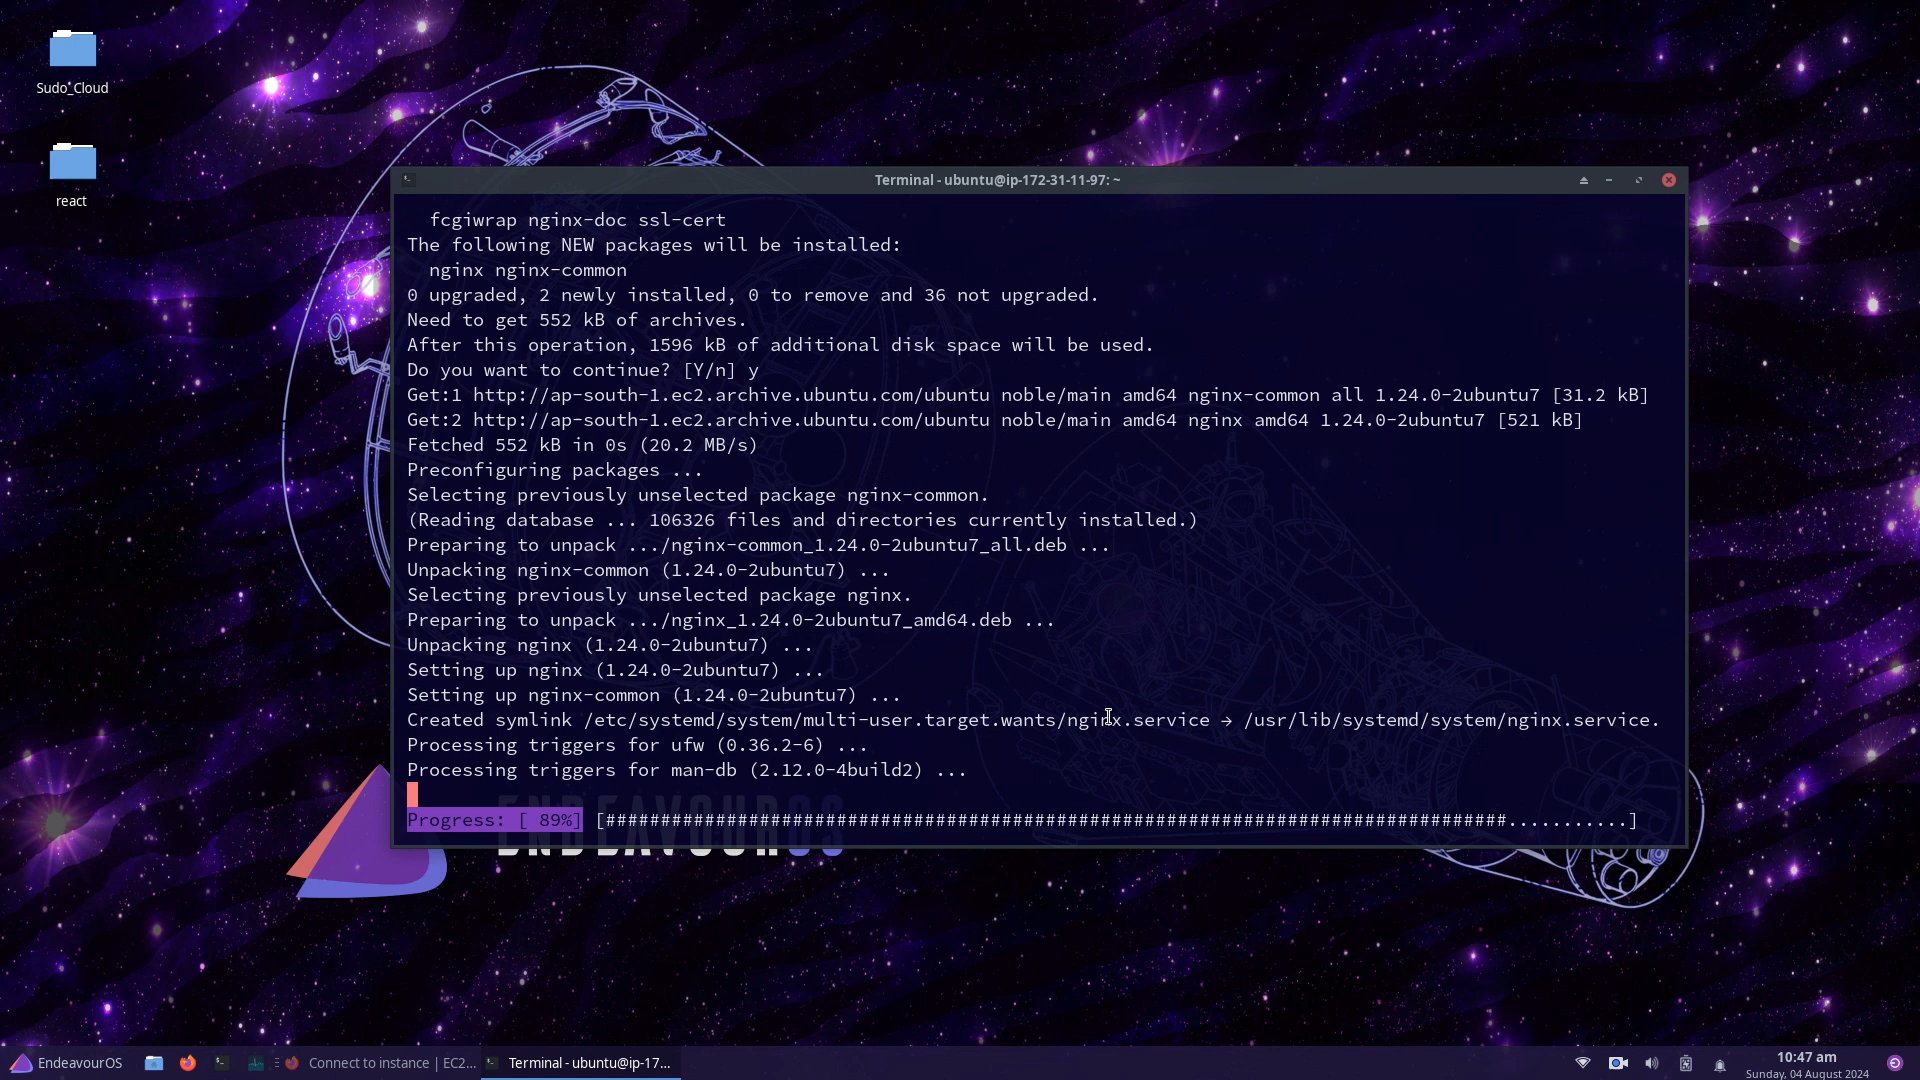 Sudo_Cloud
react
Terminal - ubuntu@ip-172-31-11-97: ~
fcgiwrap nginx-doc ssl-cert
The following NEW packages will be installed:
nginx nginx-common
0 upgraded, 2 newly installed, 0 to remove and 36 not upgraded.
Need to get 552 kB of archives.
After this operation, 1596 kB of additional disk space will be used.
Do you want to continue? [Y/n] y
Get:1 http://ap-south-1.ec2.archive.ubuntu.com/ubuntu noble/main amd64 nginx-common all 1.24.0-2ubuntu7 [31.2 kB]
Get:2 http://ap-south-1.ec2.archive.ubuntu.com/ubuntu noble/main amd64 nginx amd64 1.24.0-2ubuntu7 [521 kB]
Fetched 552 kB in 0s (20.2 MB/s)
Preconfiguring packages ...
Selecting previously unselected package nginx-common.
(Reading database ... 106326 files and directories currently installed.)
Preparing to unpack .../nginx-common_1.24.0-2ubuntu7_all.deb ...
Unpacking nginx-common (1.24.0-2ubuntu7) ...
Selecting previously unselected package nginx.
Preparing to unpack .../nginx_1.24.0-2ubuntu7_amd64.deb ...
Unpacking nginx (1.24.0-2ubuntu7) ...
Setting up nginx (1.24.0-2ubuntu7) ...
Setting up nginx-common (1.24.0-2ubuntu7) ...
Created symlink /etc/systemd/system/multi-user.target.wants/nginx.service → /usr/lib/systemd/system/nginx.service.
Processing triggers for ufw (0.36.2-6) ...
Processing triggers for man-db (2.12.0-4build2) ...
Progress: [ 89%] [##################################################################################...........]
ENDEAVOUROS
EndeavourOS
Connect to instance | EC2...
Terminal - ubuntu@ip-17...
10:47 am
Sunday, 04 August 2024